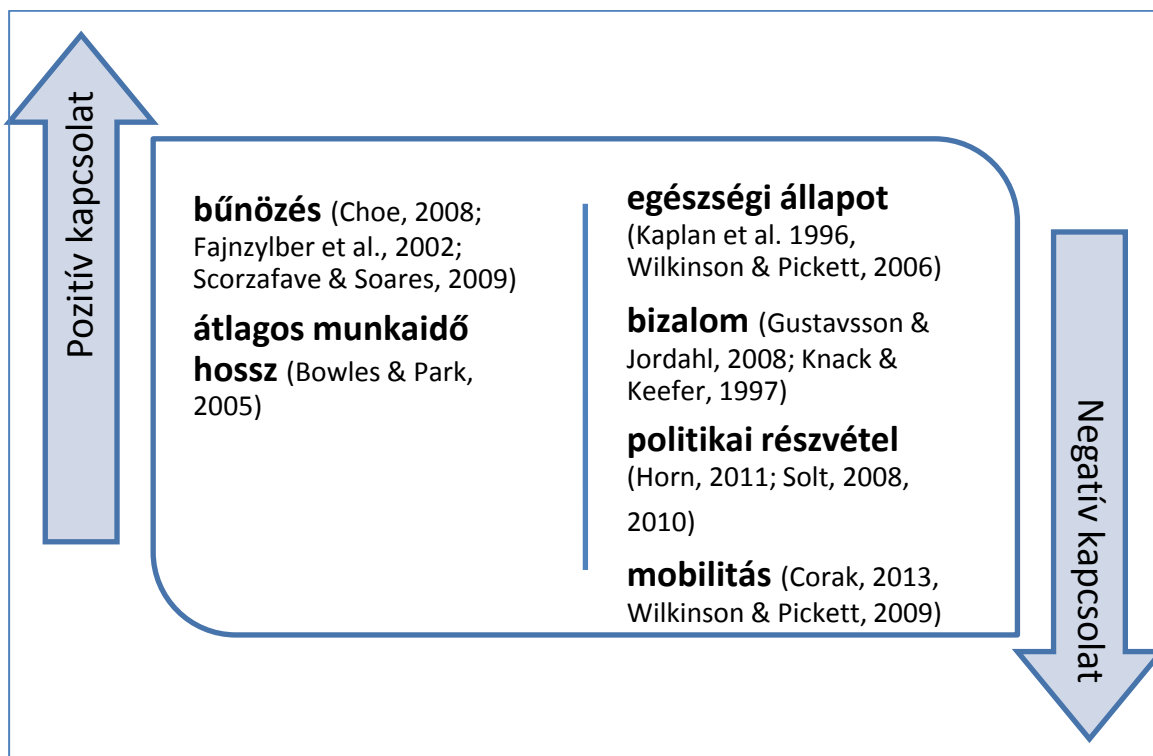 Pozitív kapcsolat
bűnözés (Choe, 2008;
Fajnzylber et al., 2002;
Scorzafave & Soares, 2009)
átlagos munkaidő
hossz (Bowles & Park,
2005)
egészségi állapot
(Kaplan et al. 1996,
Wilkinson & Pickett, 2006)
bizalom (Gustavsson &
Jordahl, 2008; Knack &
Keefer, 1997)
politikai részvétel
(Horn, 2011; Solt, 2008,
2010)
mobilitás (Corak, 2013,
Wilkinson & Pickett, 2009)
Negatív kapcsolat